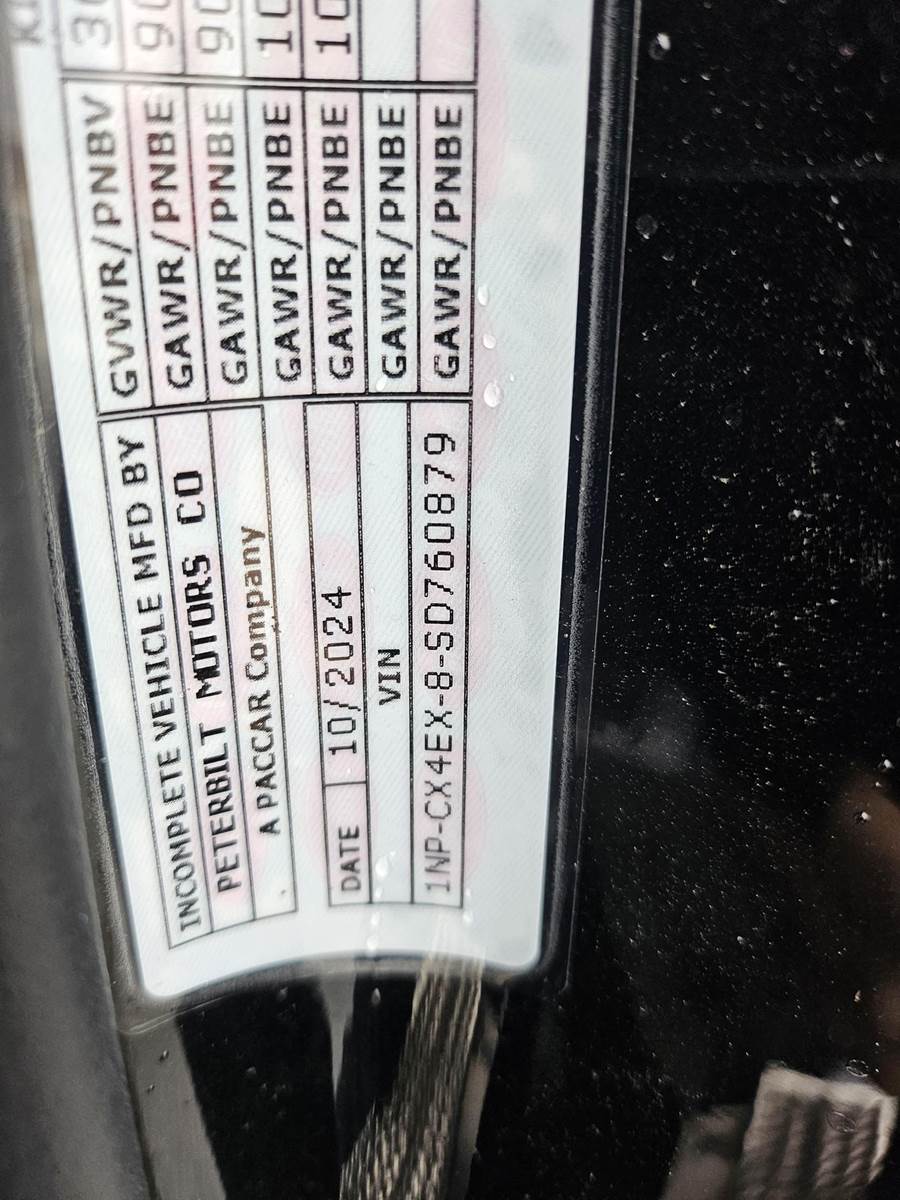 INCOMPLETE VEHICLE MFD BY
PETERBILT MOTORS CO
A PACCAR Company
DATE 10/2024
VIN
1NP-CX4EX-8-SD760879
GVWR/PNBV
GAWR/PNBE
GAWR/PNBE
GAWR/PNBE
GAWR/PNBE
GAWR/PNBE
GAWR/PNBE